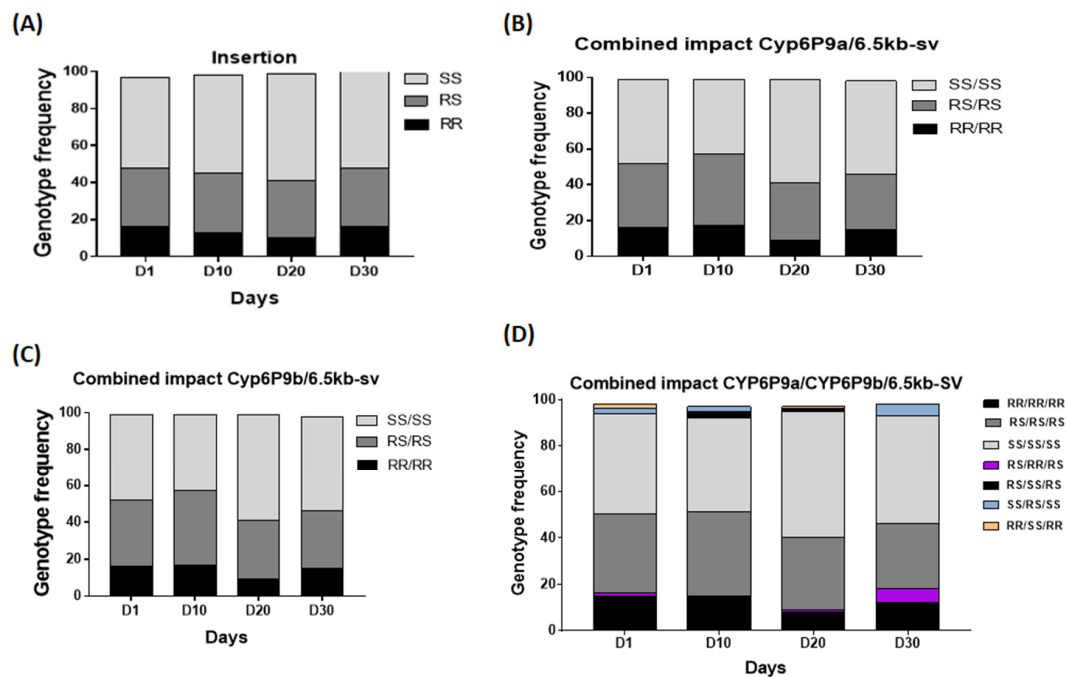 (A)
Insertion
Genotype frequency
100
80
60
40
20
0
D1 D10 D20 D30
Days
SS
RS
RR
(B)
Combined impact Cyp6P9a/6.5kb-sv
Genotype frequency
100
80
60
40
20
0
D1 D10 D20 D30
SS/SS
RS/RS
RR/RR
(C)
Combined impact Cyp6P9b/6.5kb-sv
Genotype frequency
100
80
60
40
20
0
D1 D10 D20 D30
Days
SS/SS
RS/RS
RR/RR
(D)
Combined impact CYP6P9a/CYP6P9b/6.5kb-SV
Genotype frequency
100
80
60
40
20
0
D1 D10 D20 D30
Days
RR/RR/RR
RS/RS/RS
SS/SS/SS
RS/RR/RS
RS/SS/RS
SS/RS/SS
RR/SS/RR